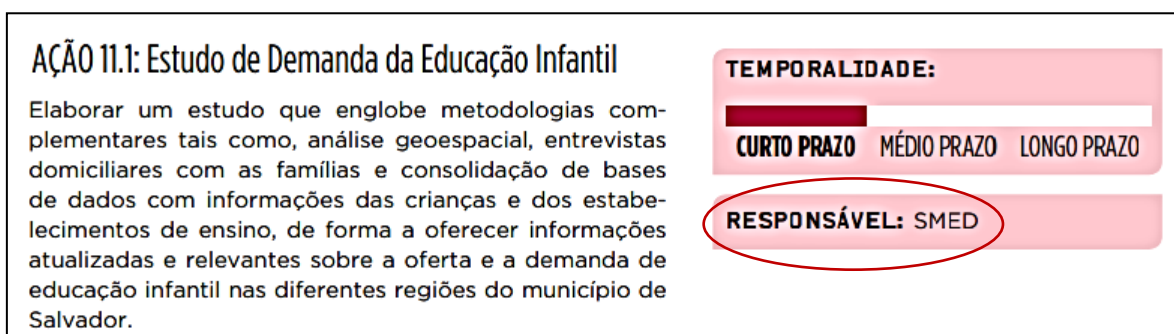 AÇÃO 11.1: Estudo de Demanda da Educação Infantil
Elaborar um estudo que englobe metodologias com-
plementares tais como, análise geoespacial, entrevistas
domiciliares com as famílias e consolidação de bases
de dados com informações das crianças e dos estabe-
lecimentos de ensino, de forma a oferecer informações
atualizadas e relevantes sobre a oferta e a demanda de
educação infantil nas diferentes regiões do município de
Salvador.
TEMPORALIDADE:
CURTO PRAZO MÉDIO PRAZO LONGO PRAZO
RESPONSÁVEL: SMED